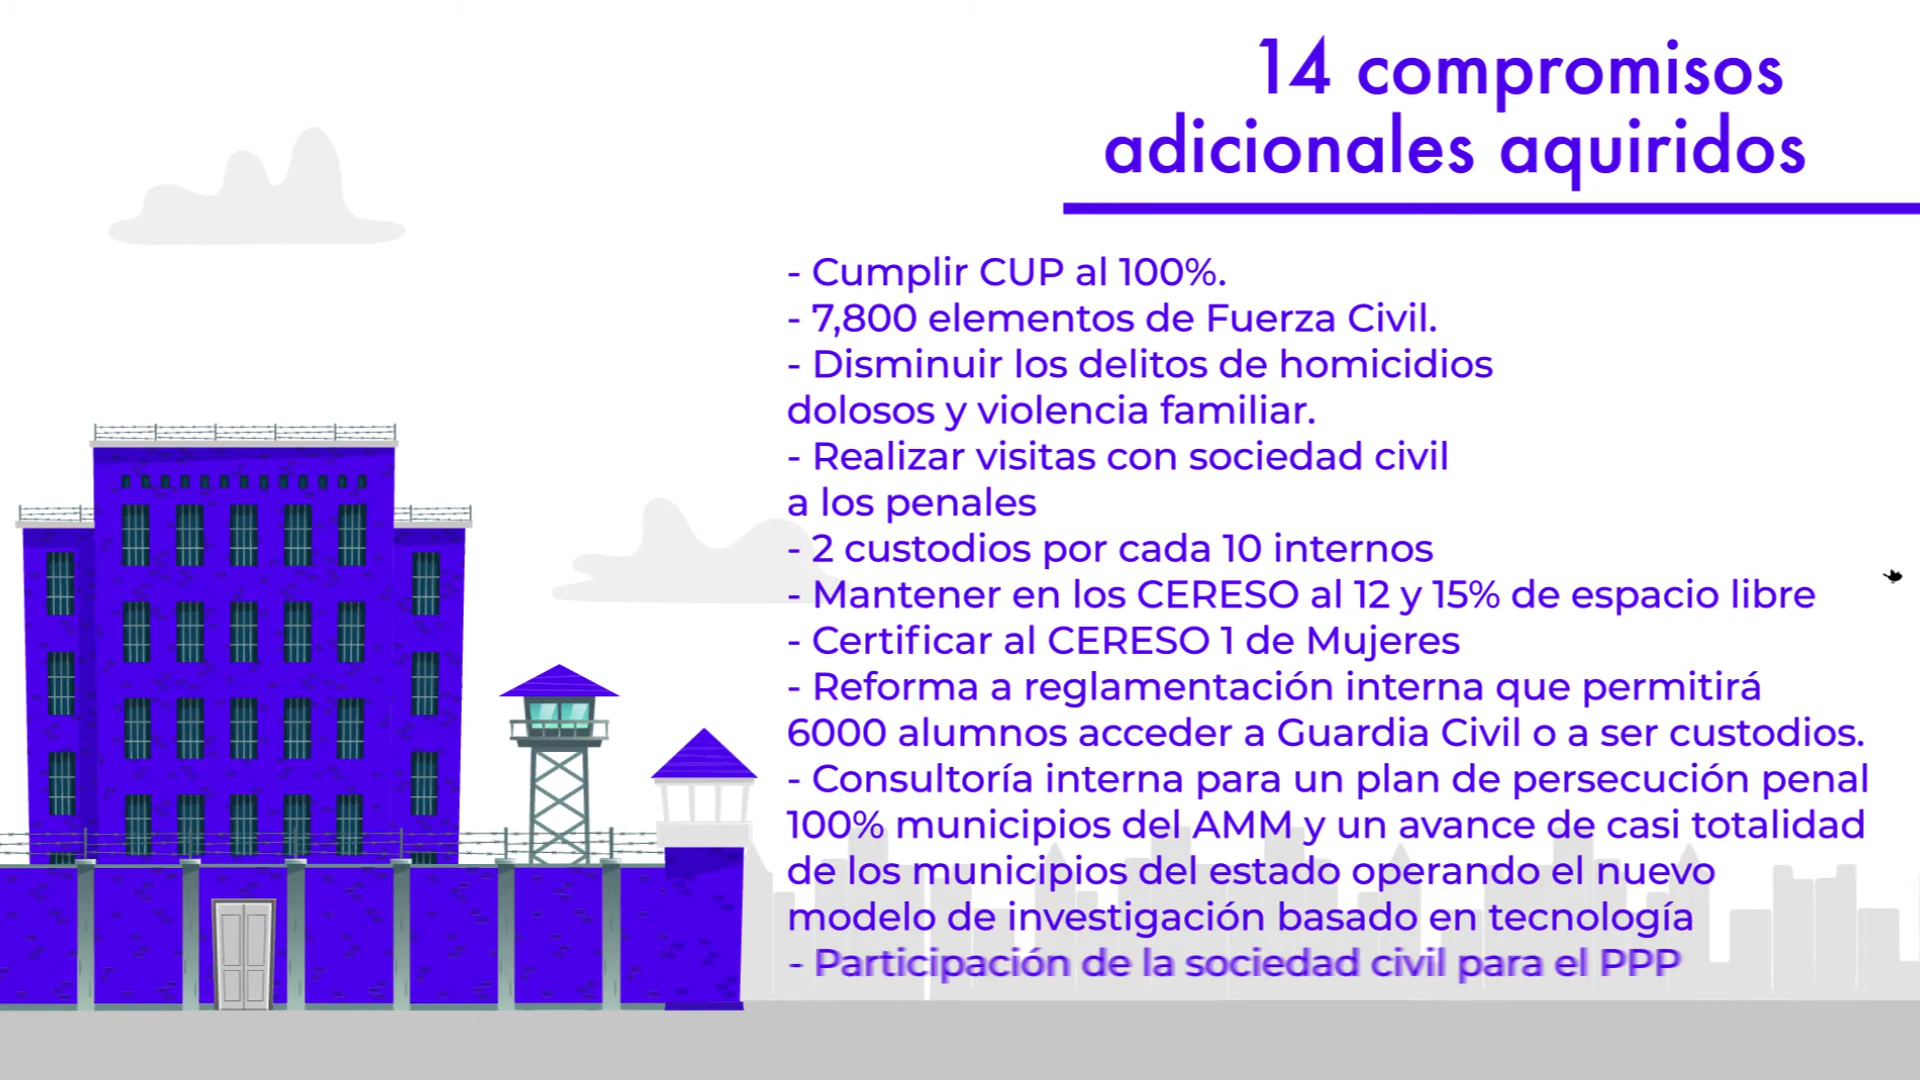 14 compromisos
adicionales aquiridos
- Cumplir CUP al 100%.
- 7,800 elementos de Fuerza Civil.
- Disminuir los delitos de homicidios
dolosos y violencia familiar.
- Realizar visitas con sociedad civil
a los penales
- 2 custodios por cada 10 internos
- Mantener en los CERESO al 12 y 15% de espacio libre
- Certificar al CERESO 1 de Mujeres
- Reforma a reglamentación interna que permitirá
6000 alumnos acceder a Guardia Civil o a ser custodios.
- Consultoría interna para un plan de persecución penal
100% municipios del AMM y un avance de casi totalidad
de los municipios del estado operando el nuevo
modelo de investigación basado en tecnología
- Participación de la sociedad civil para el PPP